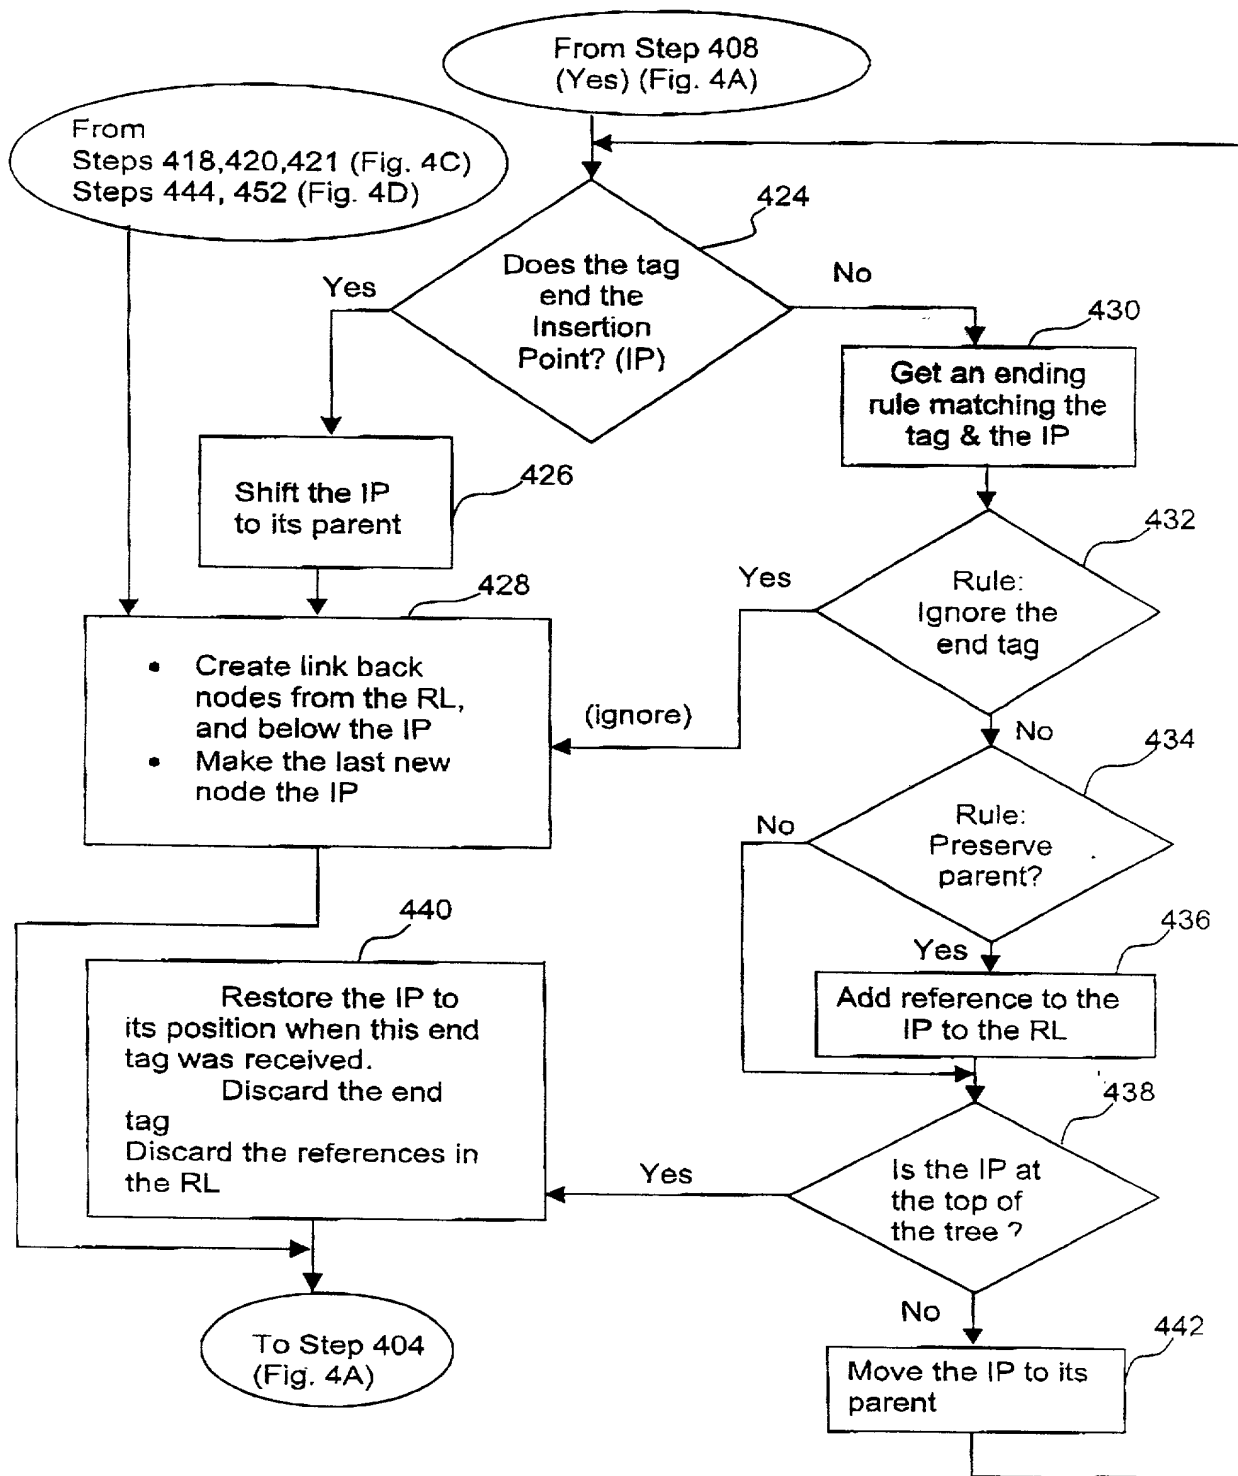 From Step 408
(Yes) (Fig. 4A)
From
Steps 418,420,421 (Fig. 4C)
Steps 444, 452 (Fig. 4D)
424
Does the tag
end the
Insertion
Point? (IP)
Yes
No
430
Get an ending
rule matching the
tag & the IP
426
Shift the IP
to its parent
432
Rule:
Ignore the
end tag
Yes
428
• Create link back
nodes from the RL,
and below the IP
• Make the last new
node the IP
(ignore)
No
434
Rule:
Preserve
parent?
No
Yes
436
Add reference to the
IP to the RL
440
Restore the IP to
its position when this end
tag was received.
Discard the end
tag
Discard the references in
the RL
438
Is the IP at
the top of
the tree ?
Yes
No
442
Move the IP to its
parent
To Step 404
(Fig. 4A)